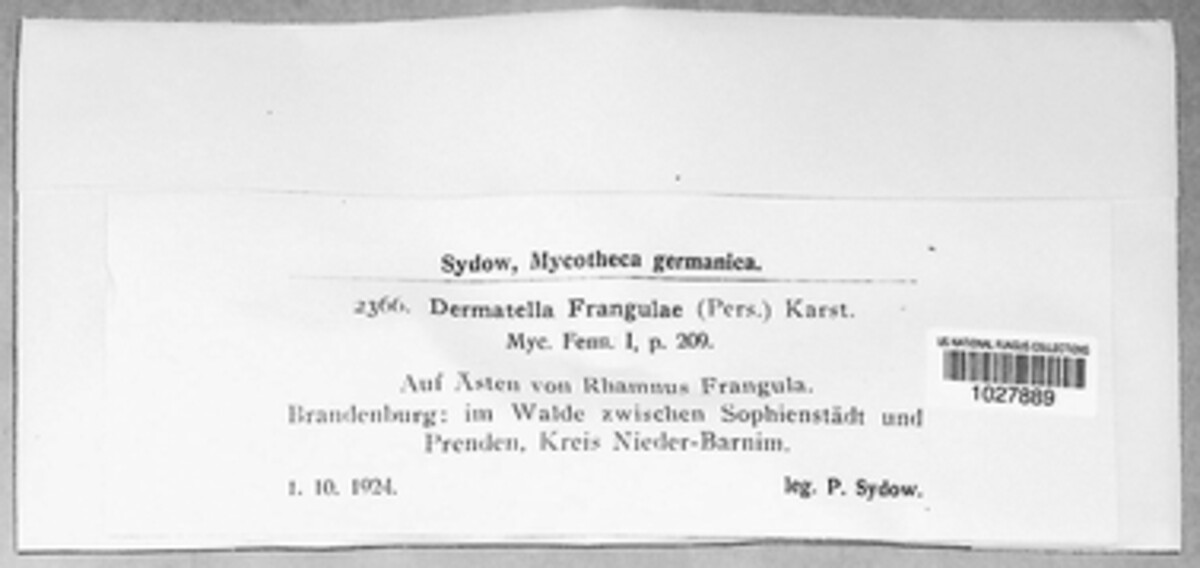 Sydow, Mycotheca germanica.
2366. Dermatella Frangulae (Pers.) Karst.
Myc. Fenn. I, p. 209.
Auf Ästen von Rhamnus Frangula.
Brandenburg: im Walde zwischen Sophienstädt und
Prenden, Kreis Nieder-Barnim.
1. 10. 1924. leg. P. Sydow.
US NATIONAL FUNGUS COLLECTIONS
1027889